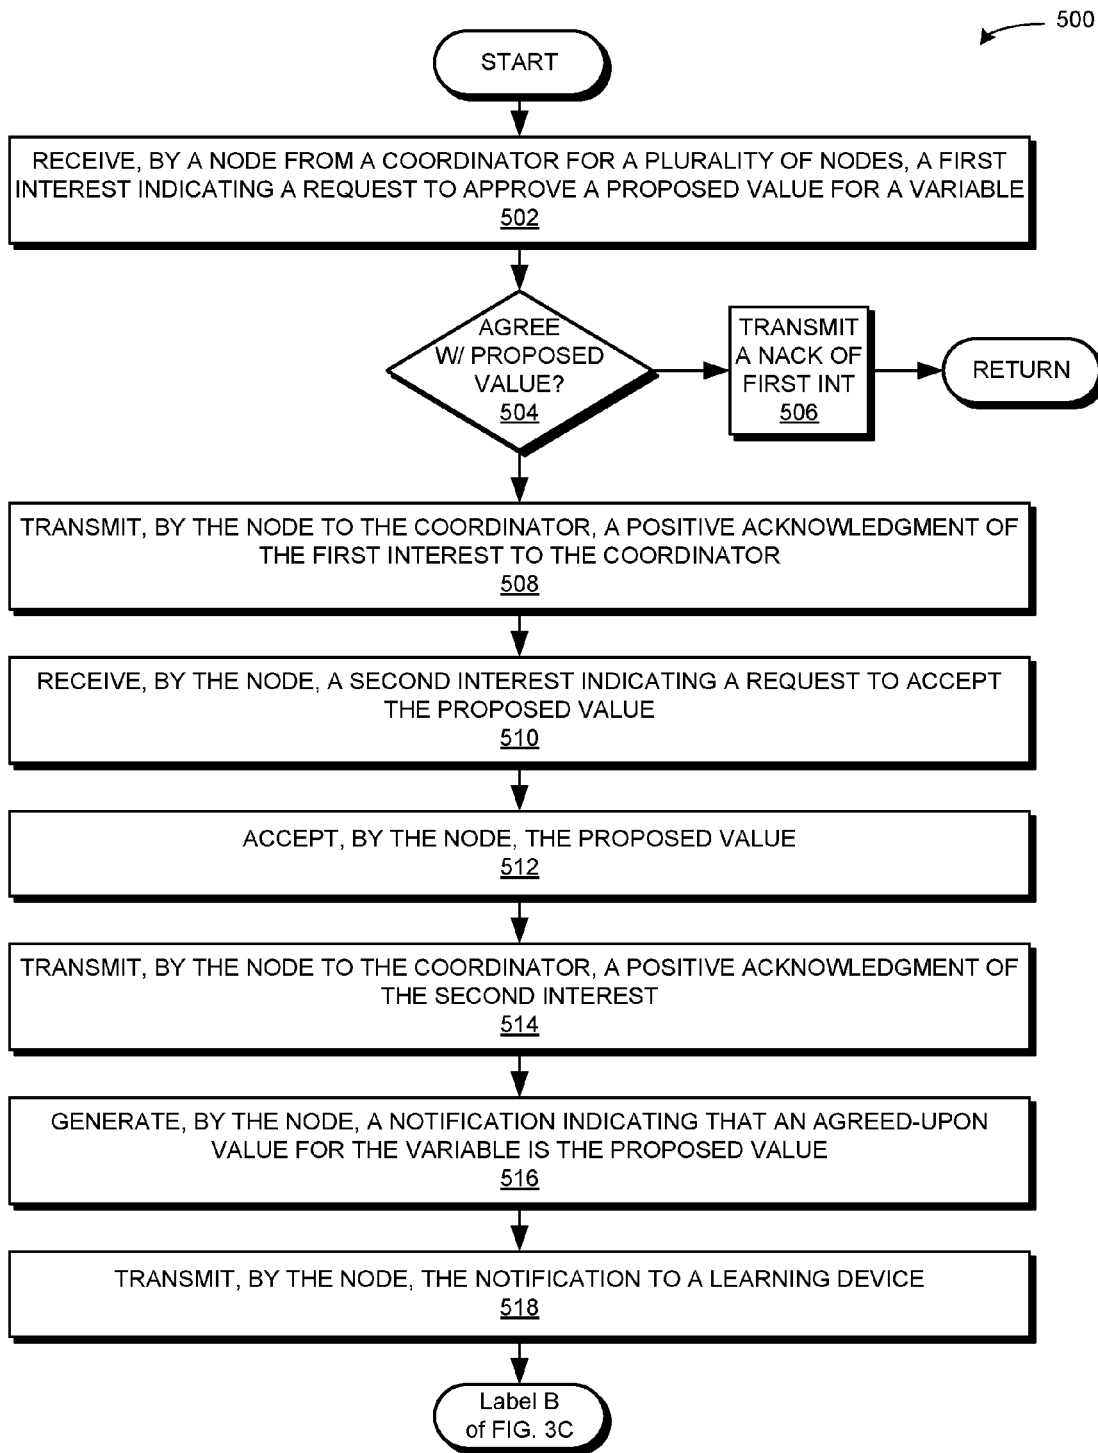 500
START
RECEIVE, BY A NODE FROM A COORDINATOR FOR A PLURALITY OF NODES, A FIRST
INTEREST INDICATING A REQUEST TO APPROVE A PROPOSED VALUE FOR A VARIABLE
502
AGREE
W/ PROPOSED
VALUE?
504
TRANSMIT
A NACK OF
FIRST INT
506
RETURN
TRANSMIT, BY THE NODE TO THE COORDINATOR, A POSITIVE ACKNOWLEDGMENT OF
THE FIRST INTEREST TO THE COORDINATOR
508
RECEIVE, BY THE NODE, A SECOND INTEREST INDICATING A REQUEST TO ACCEPT
THE PROPOSED VALUE
510
ACCEPT, BY THE NODE, THE PROPOSED VALUE
512
TRANSMIT, BY THE NODE TO THE COORDINATOR, A POSITIVE ACKNOWLEDGMENT OF
THE SECOND INTEREST
514
GENERATE, BY THE NODE, A NOTIFICATION INDICATING THAT AN AGREED-UPON
VALUE FOR THE VARIABLE IS THE PROPOSED VALUE
516
TRANSMIT, BY THE NODE, THE NOTIFICATION TO A LEARNING DEVICE
518
Label B
of FIG. 3C